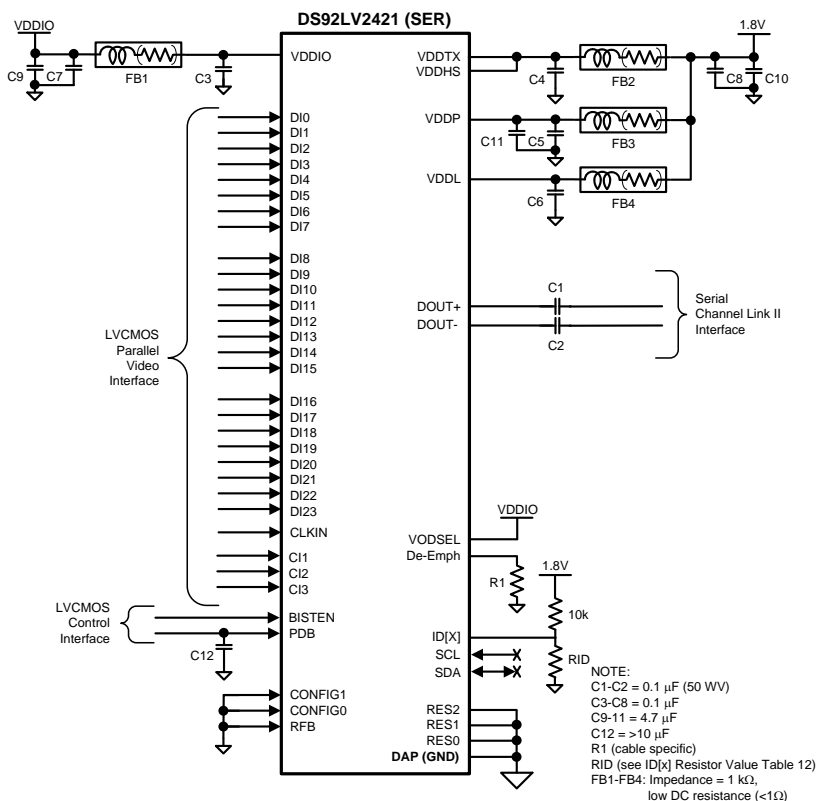 DS92LV2421 (SER)
VDDIO
C9
C7
FB1
C3
VDDIO
VDDTX
VDDHS
C4
FB2
1.8V
C8
C10
VDDP
C11
C5
FB3
VDDL
C6
FB4
DI0
DI1
DI2
DI3
DI4
DI5
DI6
DI7
DI8
DI9
DI10
DI11
DI12
DI13
DI14
DI15
DI16
DI17
DI18
DI19
DI20
DI21
DI22
DI23
CLKIN
CI1
CI2
CI3
LVCMOS
Parallel
Video
Interface
DOUT+
DOUT-
C1
C2
Serial
Channel Link II
Interface
LVCMOS
Control
Interface
BISTEN
PDB
C12
CONFIG1
CONFIG0
RFB
VDDIO
VODSEL
De-Emph
R1
1.8V
10k
ID[X]
SCL
SDA
RID
RES2
RES1
RES0
DAP (GND)
NOTE:
C1-C2 = 0.1 μF (50 WV)
C3-C8 = 0.1 μF
C9-11 = 4.7 μF
C12 = >10 μF
R1 (cable specific)
RID (see ID[x] Resistor Value Table 12)
FB1-FB4: Impedance = 1 kΩ,
low DC resistance (<1Ω)